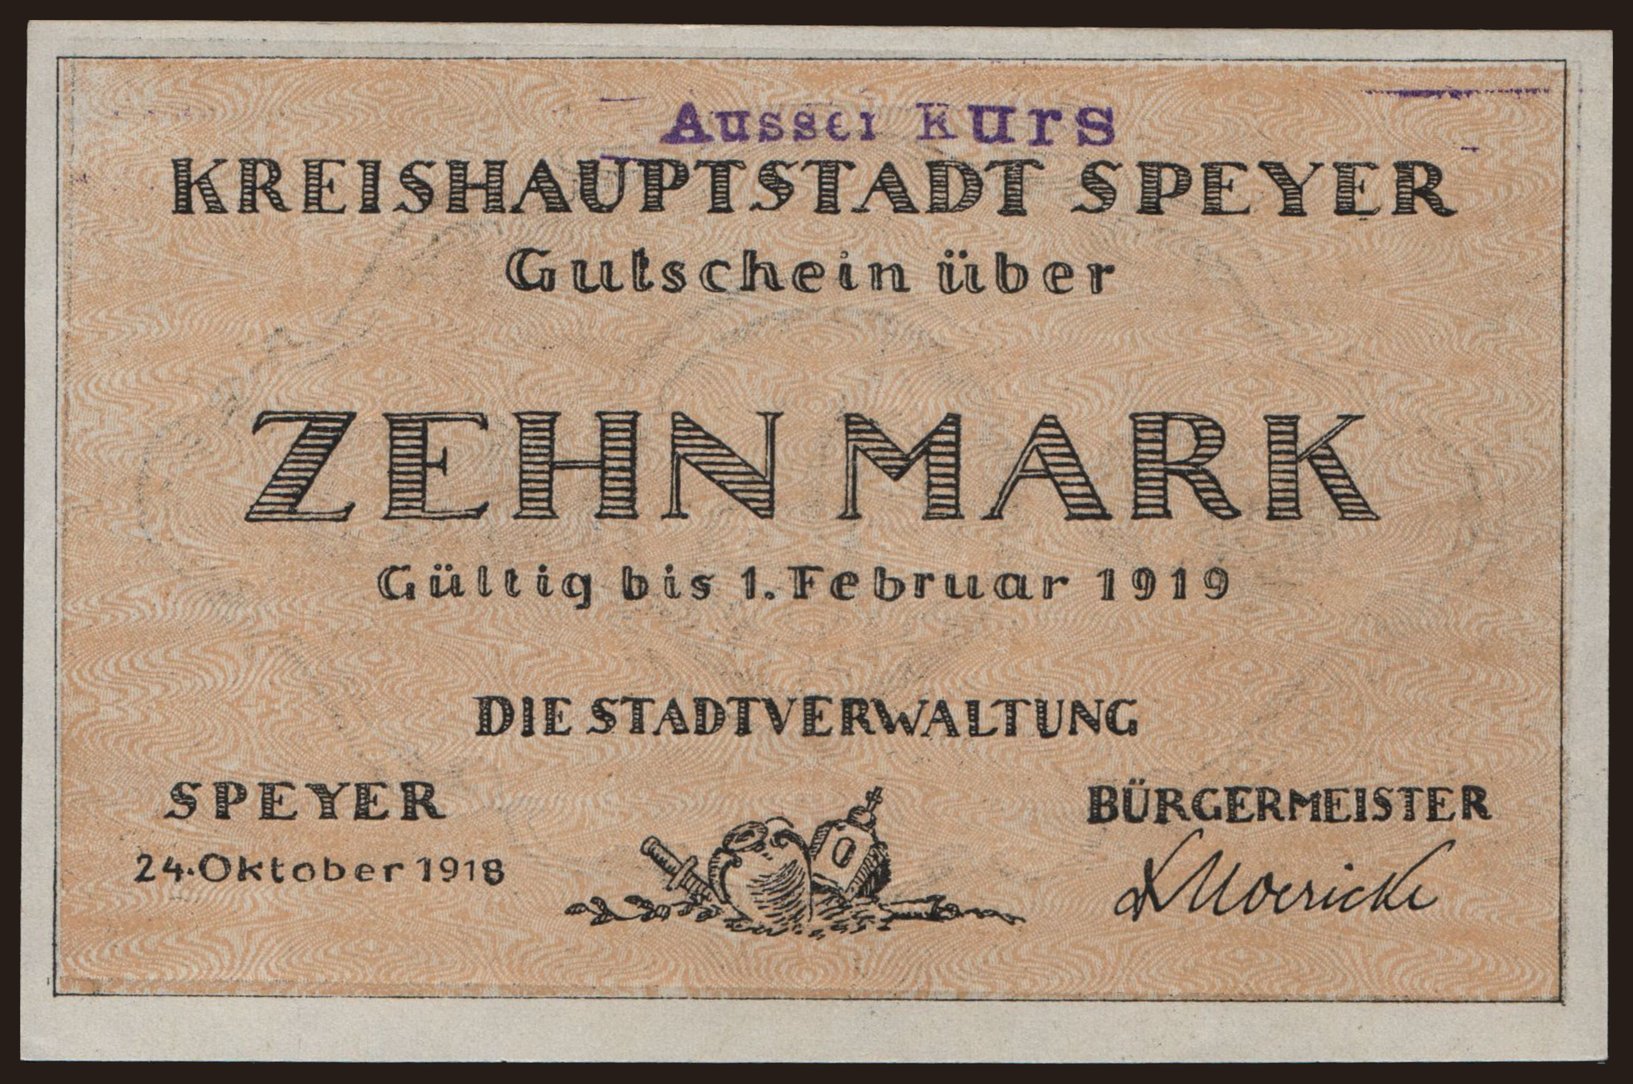 Ausser Kurs
KREISHAUPTSTADT SPEYER
Gutschein über
ZEHN MARK
Gültig bis 1. Februar 1919
DIE STADTVERWALTUNG
SPEYER
24. Oktober 1918
BÜRGERMEISTER
Moericke